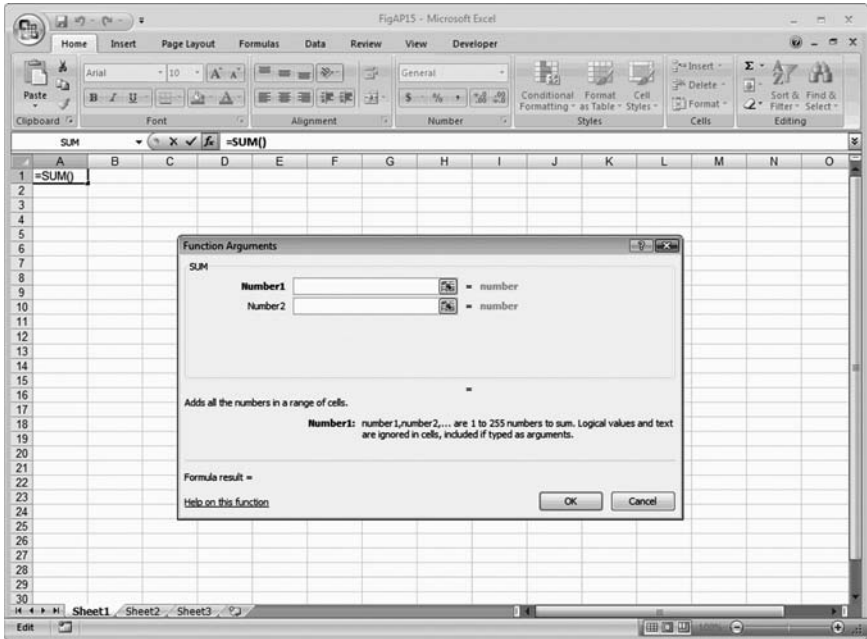 FigAP15 - Microsoft Excel
Home Insert Page Layout Formulas Data Review View Developer
Paste
Arial 10
B I U
General
$ % ,
Conditional Formatting as Table Styles
Format
Cell
Insert
Delete
Format
Σ
Sort & Filter
Find & Select
Clipboard Font Alignment Number Styles Cells Editing
SUM fx =SUM()
A B C D E F G H I J K L M N O
1 =SUM()
2
3
4
5
6
7
8
9
10
11
12
13
14
15
16
17
18
19
20
21
22
23
24
25
26
27
28
29
30
Function Arguments
SUM
Number1 = number
Number2 = number
=
Adds all the numbers in a range of cells.
Number1: number1,number2,... are 1 to 255 numbers to sum. Logical values and text
are ignored in cells, included if typed as arguments.
Formula result =
Help on this function
OK Cancel
Sheet1 Sheet2 Sheet3
Edit 100%